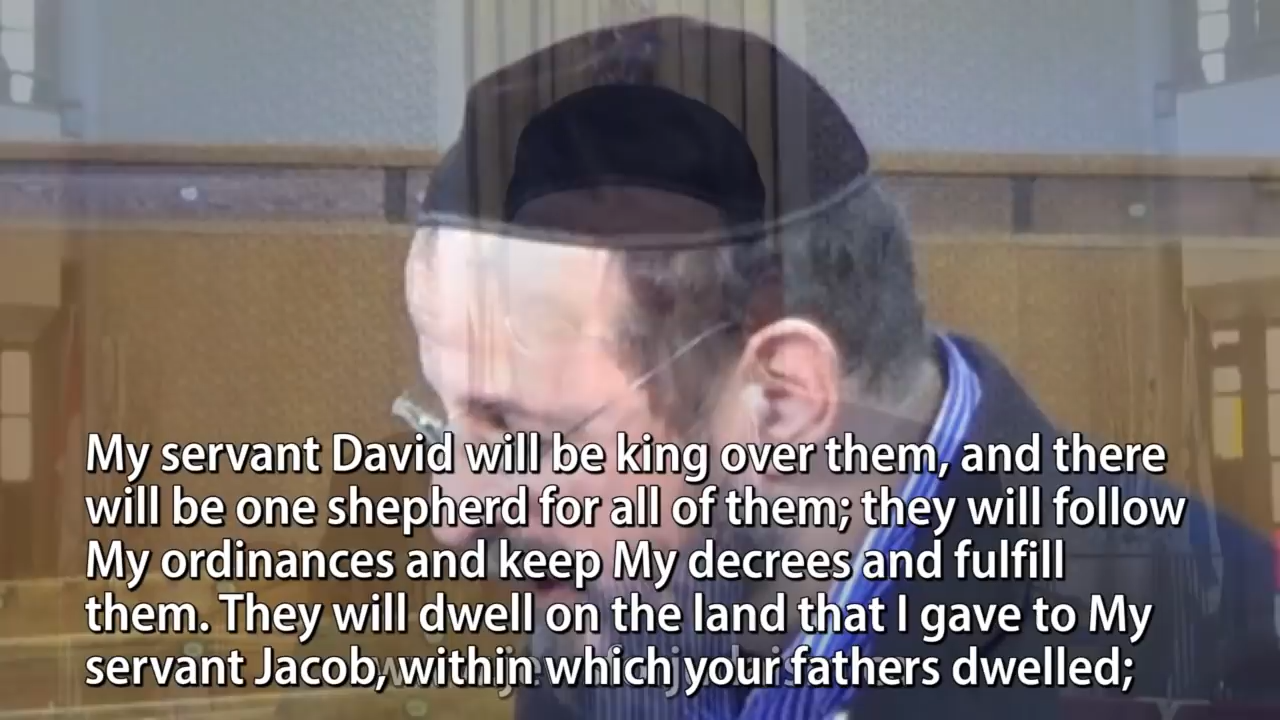 My servant David will be king over them, and there
will be one shepherd for all of them; they will follow
My ordinances and keep My decrees and fulfill
them. They will dwell on the land that I gave to My
servant Jacob, within which your fathers dwelled;